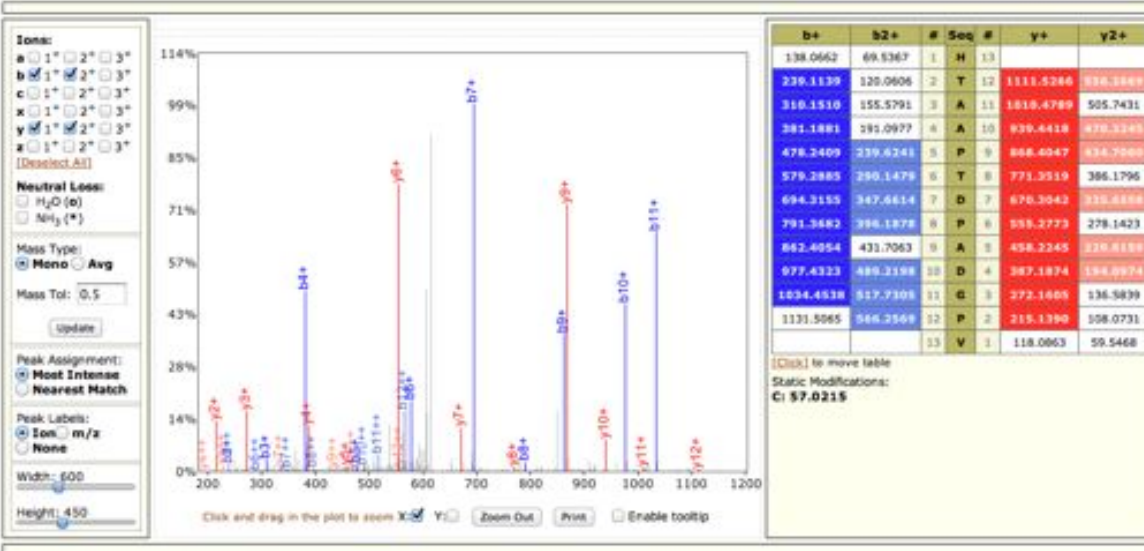 Ions:
a 1+ 2+ 3+
b 1+ 2+ 3+
c 1+ 2+ 3+
x 1+ 2+ 3+
y 1+ 2+ 3+
z 1+ 2+ 3+
[Deselect All]
Neutral Loss:
H2O (o)
NH3 (*)
Mass Type:
Mono Avg
Mass Tol: 0.5
Update
Peak Assignment:
Most Intense
Nearest Match
Peak Labels:
Ion m/z
None
Width: 600
Height: 450
114%
99%
85%
71%
57%
43%
28%
14%
0%
200 300 400 500 600 700 800 900 1000 1100 1200
y2+
y3+
b3+
b4+
y4+
b11++
y6+
b6+
y7+
b7+
b8+
b9+
y9+
y10+
b10+
y11+
b11+
y12+
Click and drag in the plot to zoom X: Y: Zoom Out Print Enable tooltip
b+ b2+ # Seq # y+ y2+
138.0662 69.5367 1 H 13
239.1139 120.0606 2 T 12 1111.5266
310.1510 155.5791 3 A 11 1010.4789 505.7431
381.1881 191.0977 4 A 10 939.4418
478.2409 239.6241 5 P 9 868.4047
579.2885 290.1479 6 T 8 771.3519 386.1796
694.3155 347.6614 7 D 7 670.3042
791.3682 396.1878 8 P 6 555.2773 278.1423
862.4054 431.7063 9 A 5 458.2245
977.4323 489.2198 10 D 4 387.1874 194.0974
1034.4538 517.7305 11 G 3 272.1605 136.5839
1131.5065 566.2569 12 P 2 215.1390 108.0731
13 V 1 118.0863 59.5468
[Click] to move table
Static Modifications:
C: 57.0215